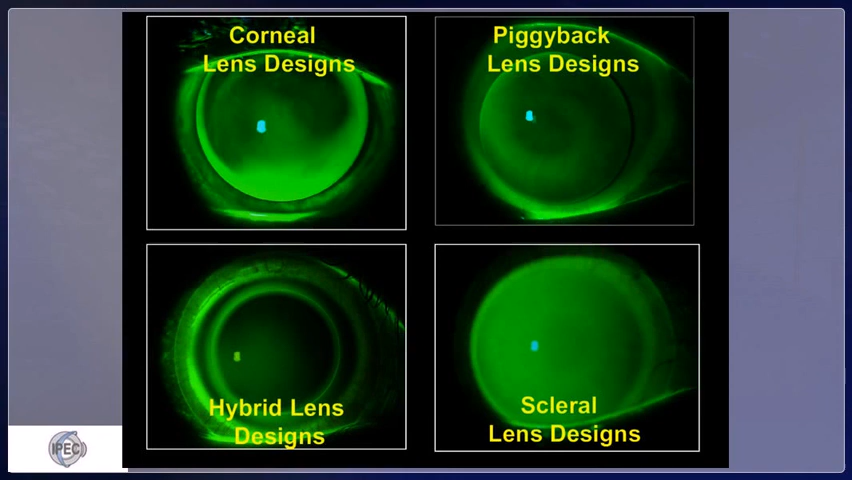 Corneal
Lens Designs
Piggyback
Lens Designs
Hybrid Lens
Designs
Scleral
Lens Designs
IPEC